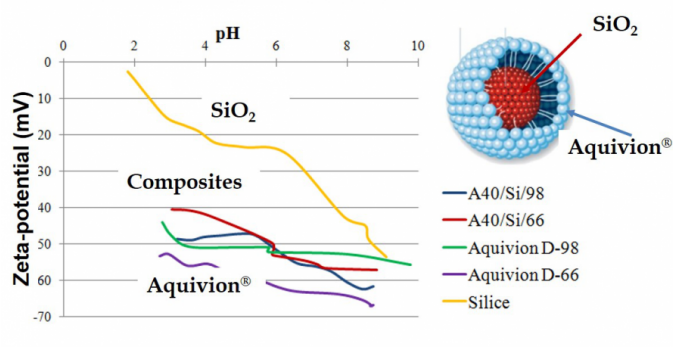 pH
0 2 4 6 8 10
0
10
20
30
40
50
60
-70
Zeta-potential (mV)
SiO₂
Composites
Aquivion®
SiO₂
Aquivion®
A40/Si/98
A40/Si/66
Aquivion D-98
Aquivion D-66
Silice